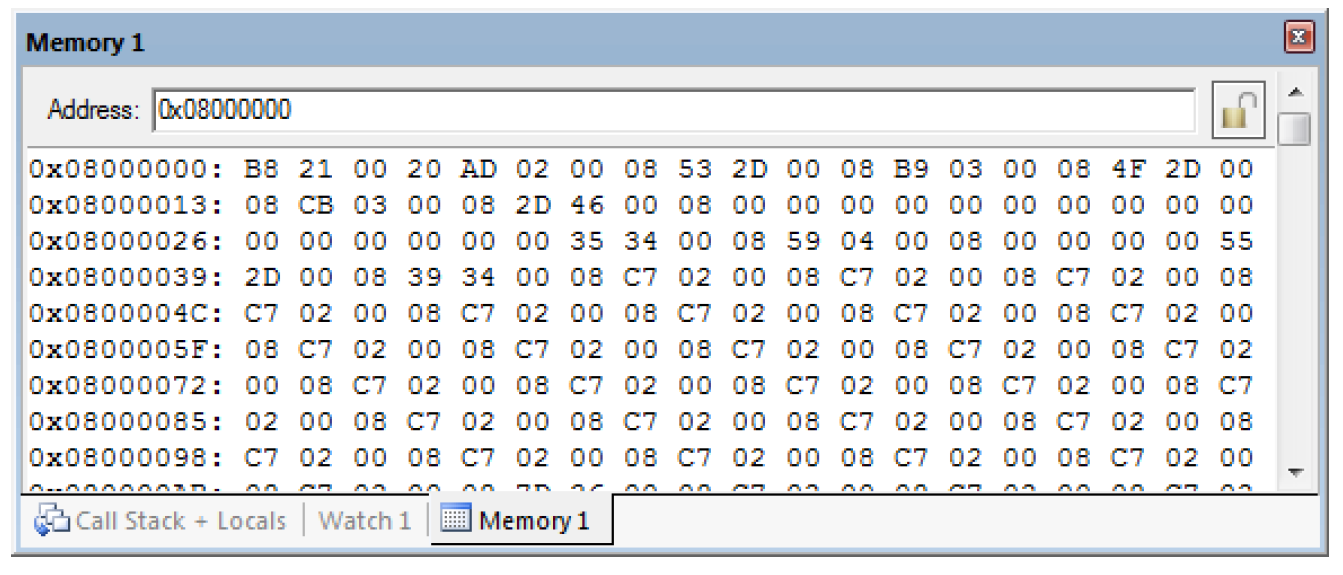 Memory 1
Address: 0x08000000
0x08000000: B8 21 00 20 AD 02 00 08 53 2D 00 08 B9 03 00 08 4F 2D 00
0x08000013: 08 CB 03 00 08 2D 46 00 08 00 00 00 00 00 00 00 00 00 00
0x08000026: 00 00 00 00 00 00 35 34 00 08 59 04 00 08 00 00 00 00 55
0x08000039: 2D 00 08 39 34 00 08 C7 02 00 08 C7 02 00 08 C7 02 00 08
0x0800004C: C7 02 00 08 C7 02 00 08 C7 02 00 08 C7 02 00 08 C7 02 00
0x0800005F: 08 C7 02 00 08 C7 02 00 08 C7 02 00 08 C7 02 00 08 C7 02
0x08000072: 00 08 C7 02 00 08 C7 02 00 08 C7 02 00 08 C7 02 00 08 C7
0x08000085: 02 00 08 C7 02 00 08 C7 02 00 08 C7 02 00 08 C7 02 00 08
0x08000098: C7 02 00 08 C7 02 00 08 C7 02 00 08 C7 02 00 08 C7 02 00
Call Stack + Locals Watch 1 Memory 1